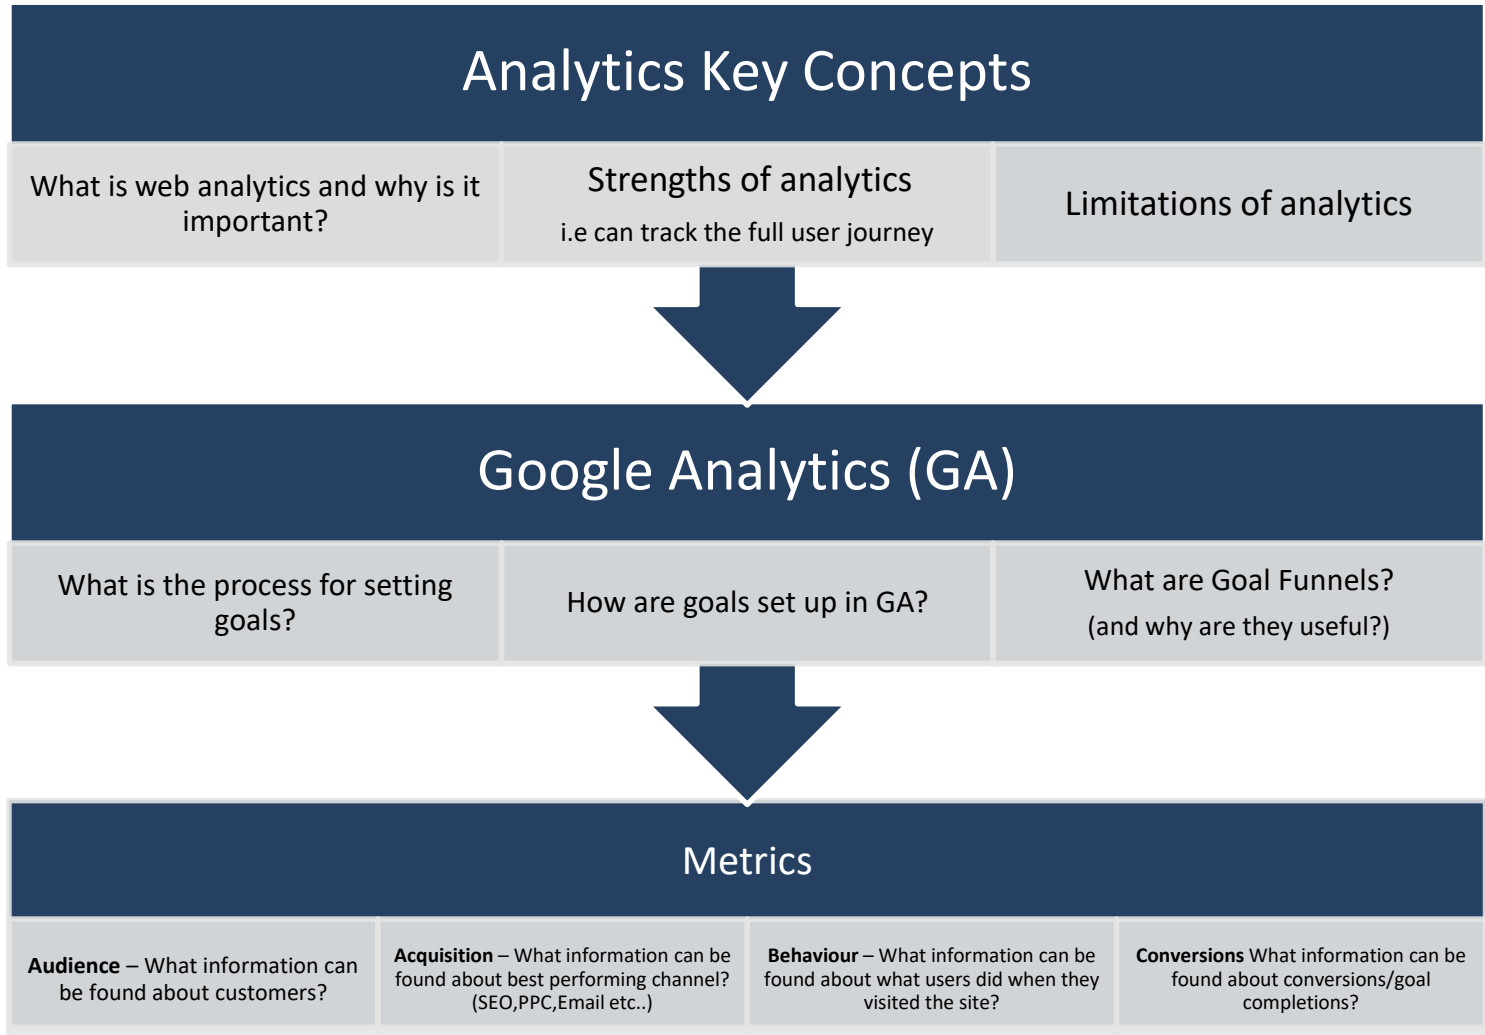 Analytics Key Concepts
What is web analytics and why is it
important?
Strengths of analytics
i.e can track the full user journey
Limitations of analytics
Google Analytics (GA)
What is the process for setting
goals?
How are goals set up in GA?
What are Goal Funnels?
(and why are they useful?)
Metrics
Audience – What information can
be found about customers?
Acquisition – What information can be
found about best performing channel?
(SEO,PPC,Email etc..)
Behaviour – What information can be
found about what users did when they
visited the site?
Conversions What information can be
found about conversions/goal
completions?